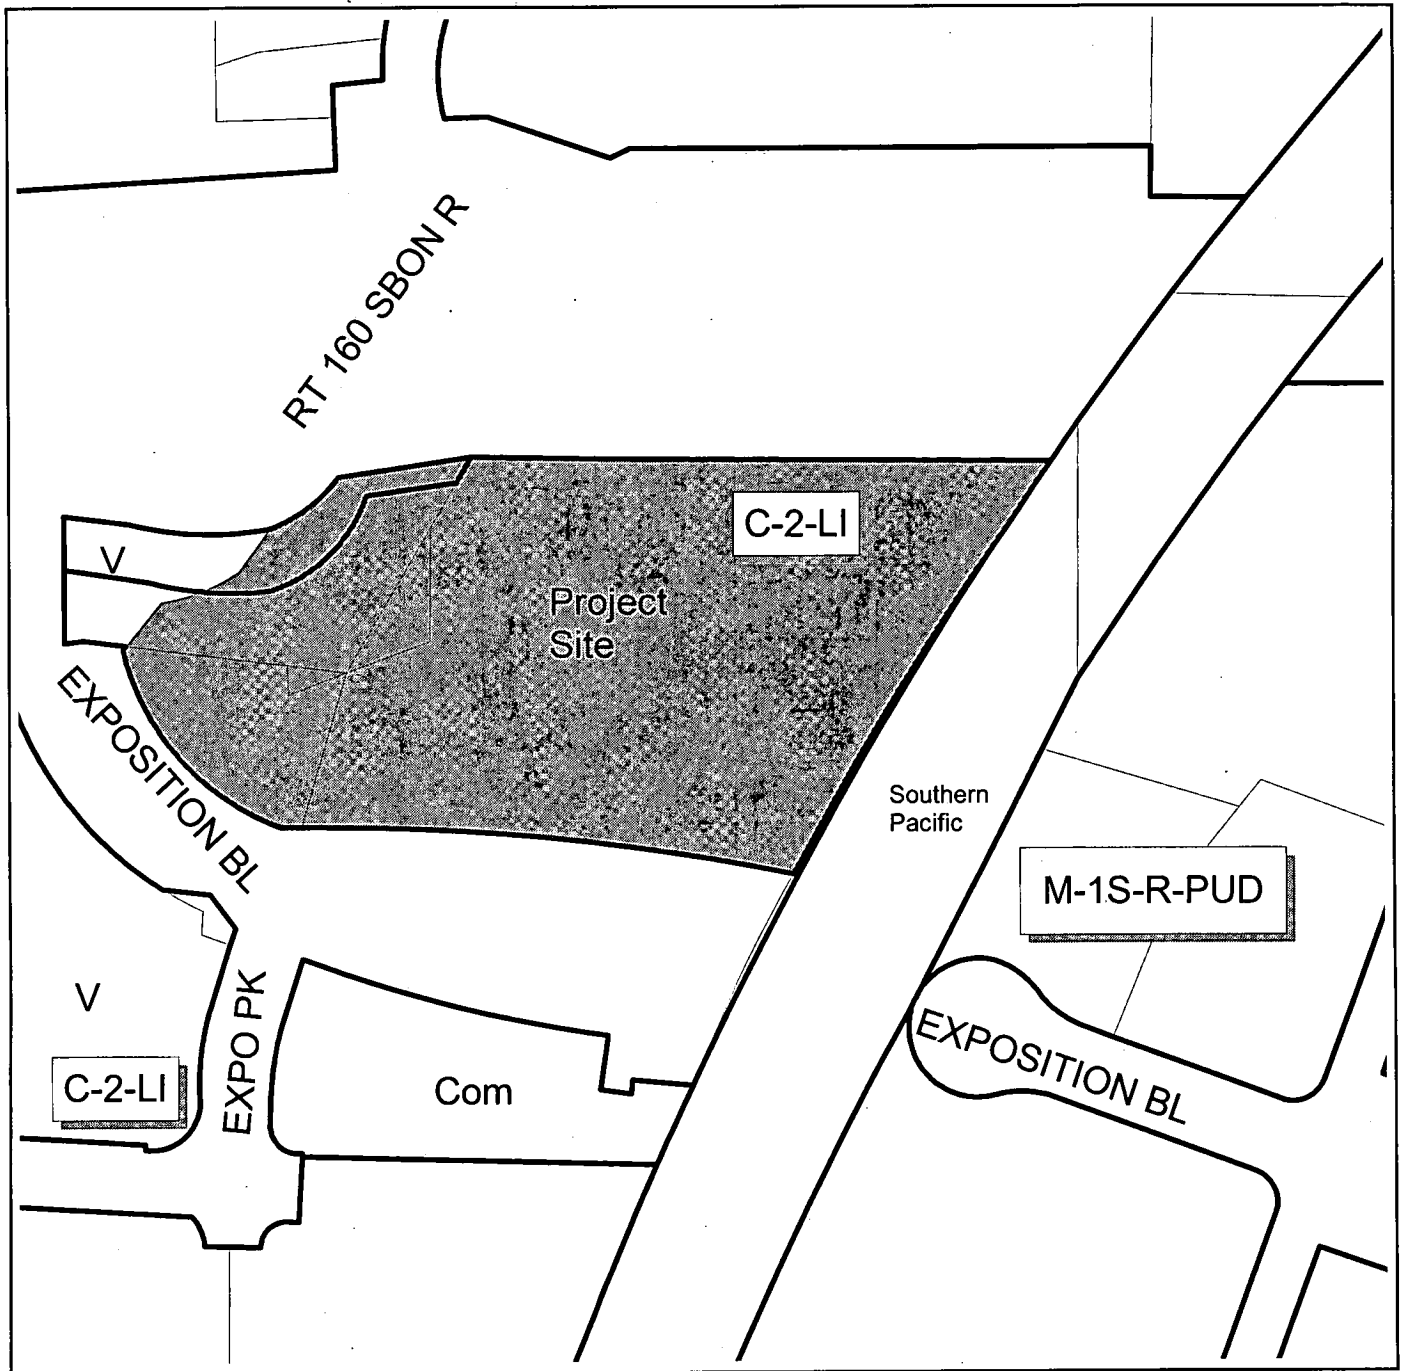 RT 160 SBON R
C-2-LI
V
Project
Site
EXPOSITION BL
Southern
Pacific
M-1S-R-PUD
V
EXPO PK
C-2-LI
Com
EXPOSITION BL